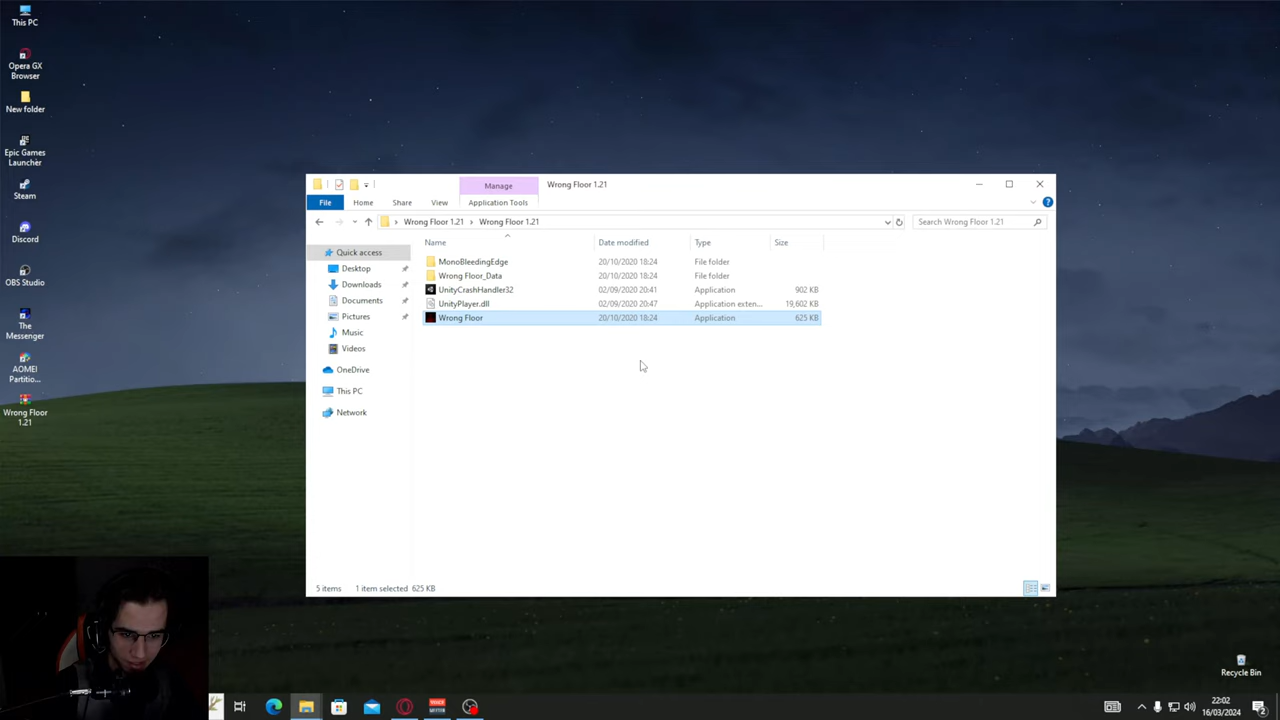 This PC
Opera GX
Browser
New folder
Epic Games
Launcher
Steam
Discord
OBS Studio
The
Messenger
AOMEI
Partitio...
Wrong Floor
1.21
Manage
Wrong Floor 1.21
File
Home
Share
View
Application Tools
Wrong Floor 1.21 > Wrong Floor 1.21
Search Wrong Floor 1.21
Quick access
Desktop
Downloads
Documents
Pictures
Music
Videos
OneDrive
This PC
Network
Name Date modified Type Size
MonoBleedingEdge 20/10/2020 18:24 File folder
Wrong Floor_Data 20/10/2020 18:24 File folder
UnityCrashHandler32 02/09/2020 20:41 Application 902 KB
UnityPlayer.dll 02/09/2020 20:47 Application exten... 19,602 KB
Wrong Floor 20/10/2020 18:24 Application 625 KB
5 items 1 item selected 625 KB
Recycle Bin
22:02
16/03/2024
2